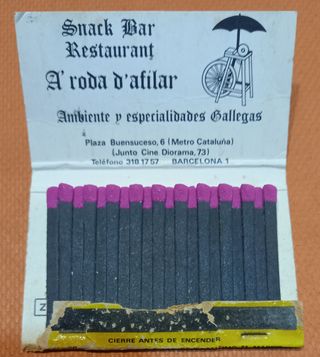 Snack Bar
Restaurant
A' roda d'afilar
Ambiente y especialidades Gallegas
Plaza Buensuceso, 6 (Metro Cataluña)
(Junto Cine Diorama, 73)
Teléfono 318 17 57 BARCELONA 1
Z
CIERRE ANTES DE ENCENDER